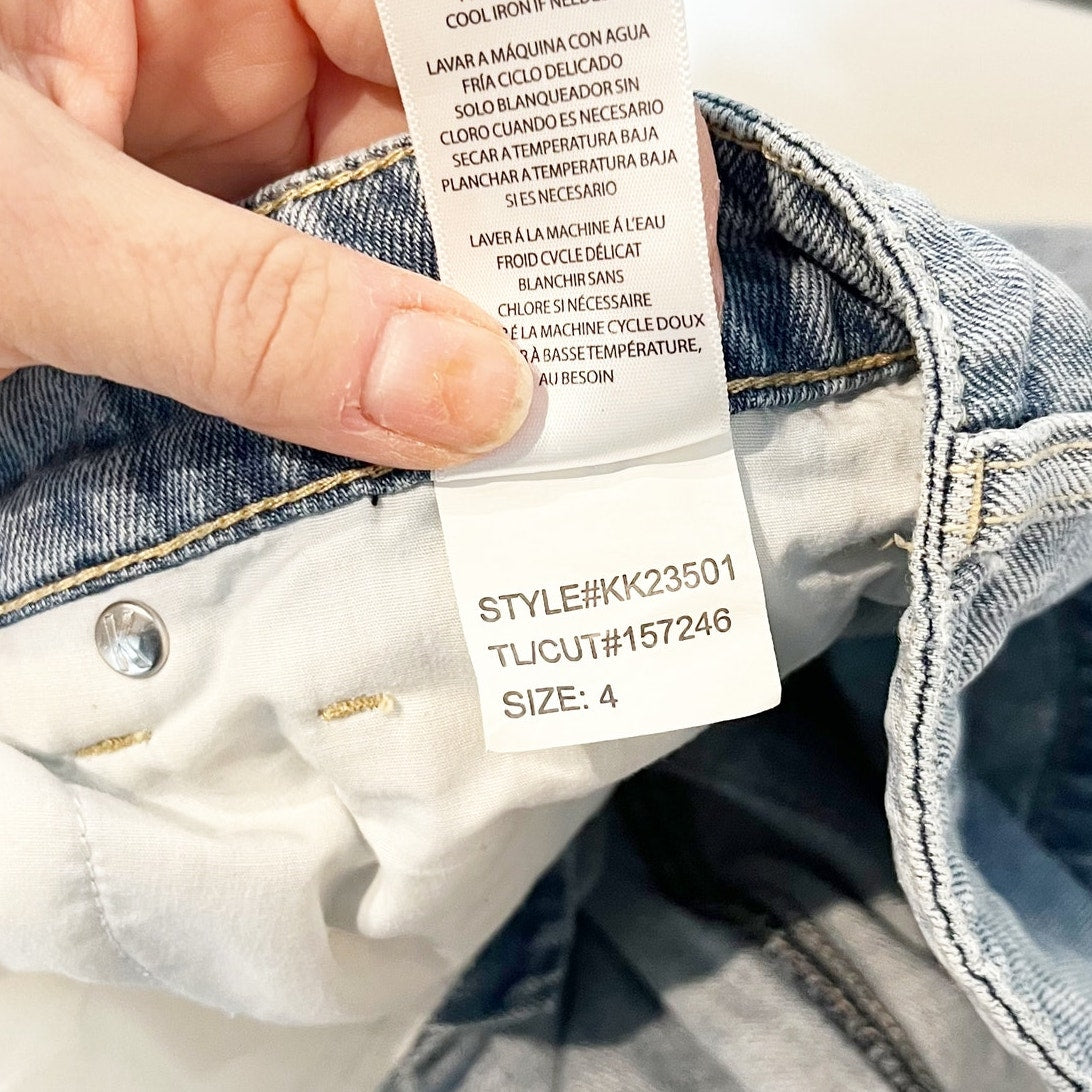 COOL IRON IF NEEDED
LAVAR A MÁQUINA CON AGUA
FRÍA CICLO DELICADO
SOLO BLANQUEADOR SIN
CLORO CUANDO ES NECESARIO
SECAR A TEMPERATURA BAJA
PLANCHAR A TEMPERATURA BAJA
SI ES NECESARIO
LAVER Á LA MACHINE Á L'EAU
FROID CVCLE DÉLICAT
BLANCHIR SANS
CHLORE SI NÉCESSAIRE
É LA MACHINE CYCLE DOUX
R À BASSE TEMPÉRATURE,
AU BESOIN
STYLE#KK23501
TL/CUT#157246
SIZE: 4